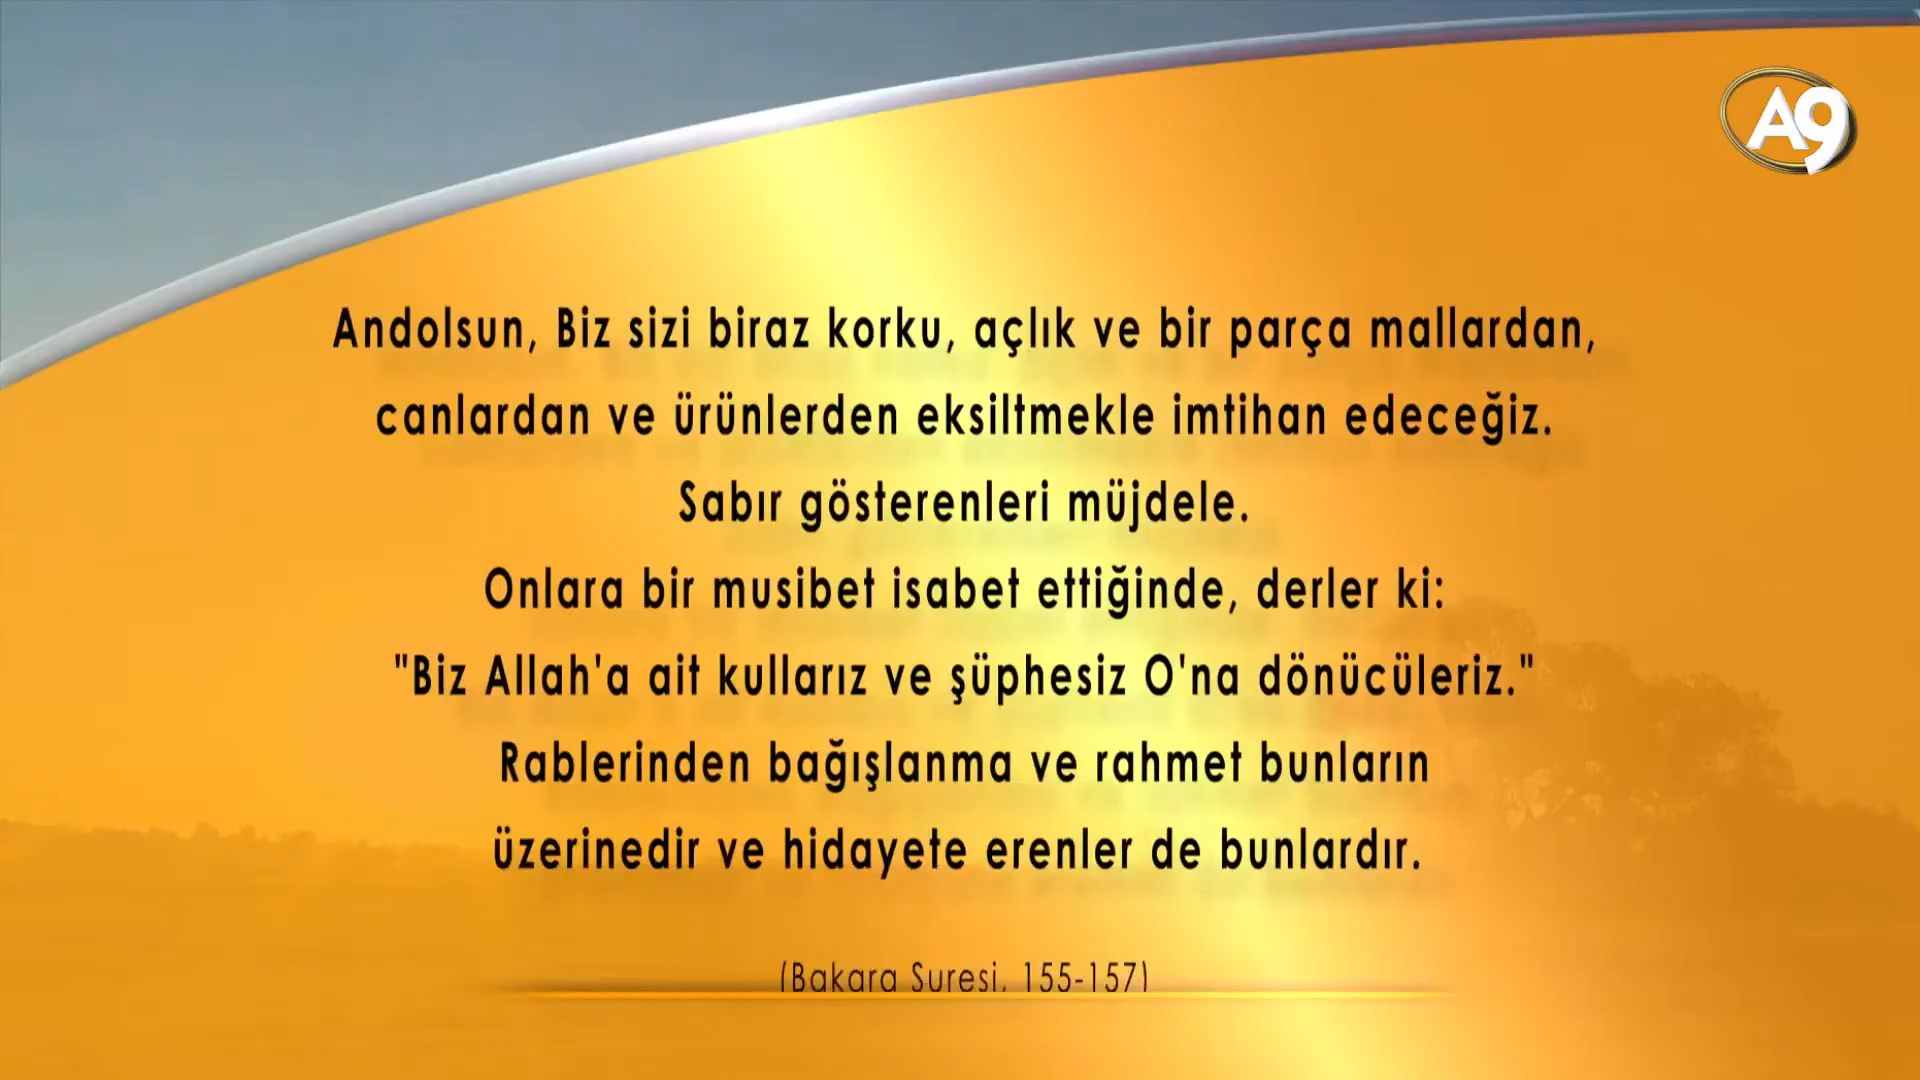 A9
Andolsun, Biz sizi biraz korku, açlık ve bir parça mallardan,
canlardan ve ürünlerden eksiltmekle imtihan edeceğiz.
Sabır gösterenleri müjdele.
Onlara bir musibet isabet ettiğinde, derler ki:
"Biz Allah'a ait kullarız ve şüphesiz O'na dönücüleriz."
Rablerinden bağışlanma ve rahmet bunların
üzerinedir ve hidayete erenler de bunlardır.
(Bakara Suresi, 155-157)